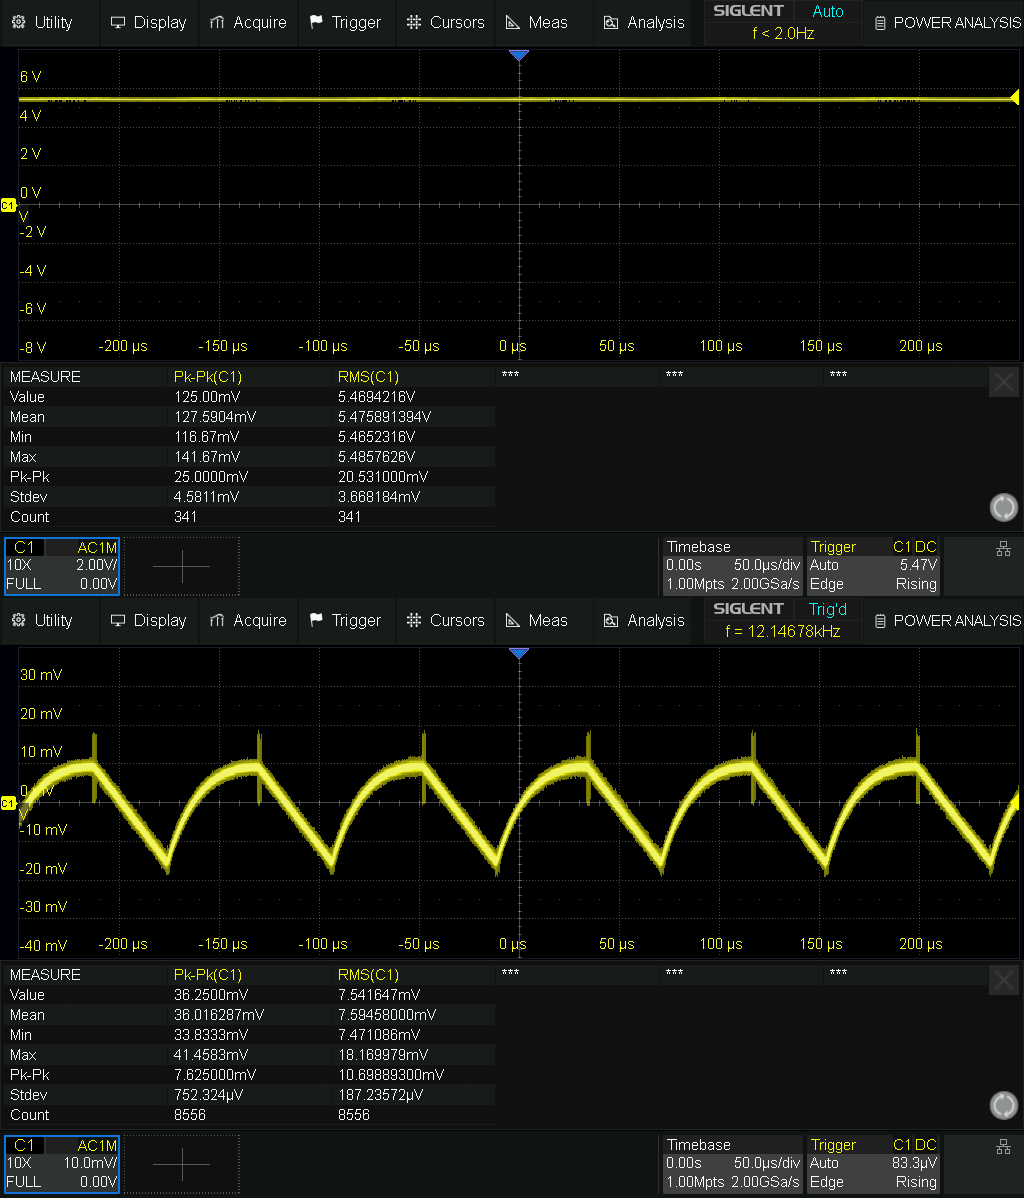 Utility Display Acquire Trigger Cursors Meas Analysis SIGLENT Auto POWER ANALYSIS
f < 2.0Hz
6 V
4 V
2 V
0 V
C1
V
-2 V
-4 V
-6 V
-8 V -200 µs -150 µs -100 µs -50 µs 0 µs 50 µs 100 µs 150 µs 200 µs
MEASURE Pk-Pk(C1) RMS(C1) *** *** ***
Value 125.00mV 5.4694216V
Mean 127.5904mV 5.475891394V
Min 116.67mV 5.4652316V
Max 141.67mV 5.4857626V
Pk-Pk 25.0000mV 20.531000mV
Stdev 4.5811mV 3.668184mV
Count 341 341
C1 AC1M Timebase Trigger C1 DC
10X 2.00V/ 0.00s 50.0µs/div Auto 5.47V
FULL 0.00V 1.00Mpts 2.00GSa/s Edge Rising
Utility Display Acquire Trigger Cursors Meas Analysis SIGLENT Trig'd POWER ANALYSIS
f = 12.14678kHz
30 mV
20 mV
10 mV
0 mV
C1
V
-10 mV
-20 mV
-30 mV
-40 mV -200 µs -150 µs -100 µs -50 µs 0 µs 50 µs 100 µs 150 µs 200 µs
MEASURE Pk-Pk(C1) RMS(C1) *** *** ***
Value 36.2500mV 7.541647mV
Mean 36.016287mV 7.59458000mV
Min 33.8333mV 7.471086mV
Max 41.4583mV 18.169979mV
Pk-Pk 7.625000mV 10.69889300mV
Stdev 752.324µV 187.23572µV
Count 8556 8556
C1 AC1M Timebase Trigger C1 DC
10X 10.0mV/ 0.00s 50.0µs/div Auto 83.3µV
FULL 0.00V 1.00Mpts 2.00GSa/s Edge Rising